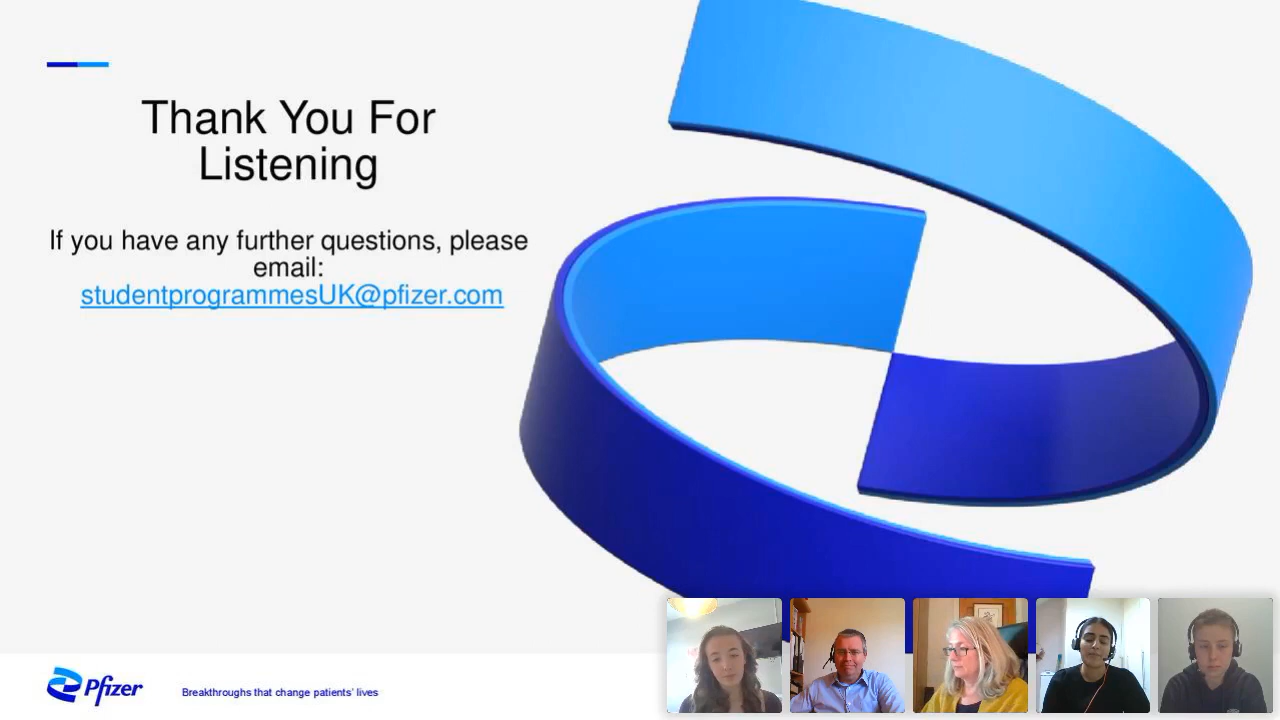 Thank You For
Listening
If you have any further questions, please
email:
studentprogrammesUK@pfizer.com
Pfizer
Breakthroughs that change patients' lives